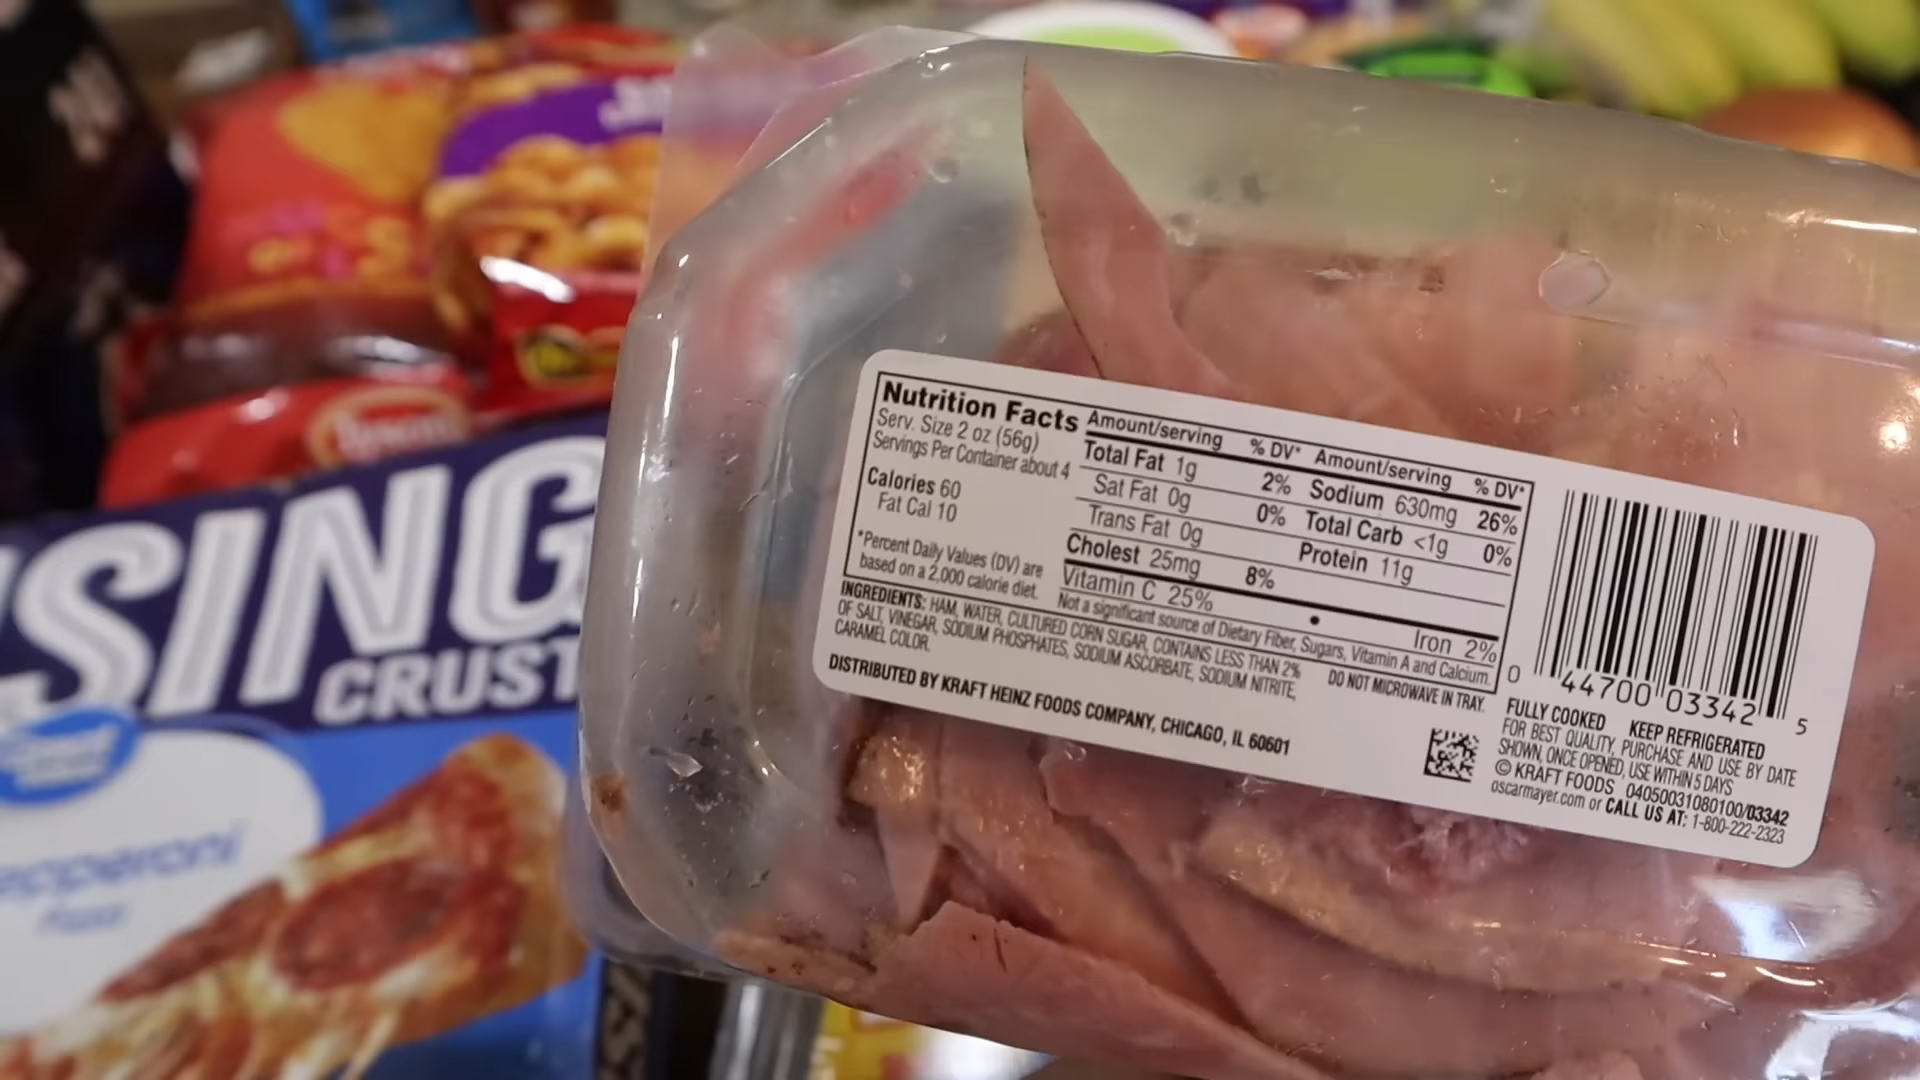 SING
CRUST
epperoni
Pizza
Tyson
Nutrition Facts
Serv. Size 2 oz (56g)
Servings Per Container about 4
Calories 60
Fat Cal 10
*Percent Daily Values (DV) are
based on a 2,000 calorie diet.
Amount/serving % DV* Amount/serving % DV*
Total Fat 1g 2% Sodium 630mg 26%
Sat Fat 0g 0% Total Carb <1g 0%
Trans Fat 0g Protein 11g
Cholest 25mg 8%
Vitamin C 25% • Iron 2%
Not a significant source of Dietary Fiber, Sugars, Vitamin A and Calcium.
INGREDIENTS: HAM, WATER, CULTURED CORN SUGAR, CONTAINS LESS THAN 2%
OF SALT, VINEGAR, SODIUM PHOSPHATES, SODIUM ASCORBATE, SODIUM NITRITE,
CARAMEL COLOR.
DO NOT MICROWAVE IN TRAY.
DISTRIBUTED BY KRAFT HEINZ FOODS COMPANY, CHICAGO, IL 60601
0 44700 03342 5
FULLY COOKED KEEP REFRIGERATED
FOR BEST QUALITY, PURCHASE AND USE BY DATE
SHOWN, ONCE OPENED, USE WITHIN 5 DAYS
© KRAFT FOODS 04050031080100/03342
oscarmayer.com or CALL US AT: 1-800-222-2323